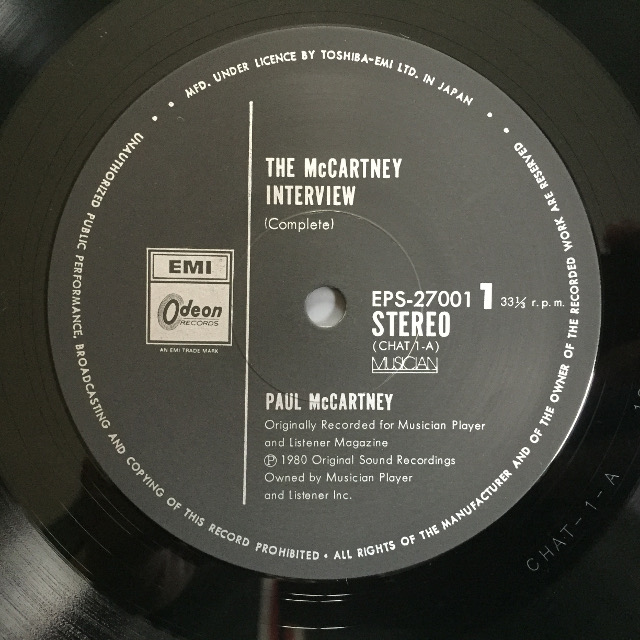 MFD. UNDER LICENCE BY TOSHIBA-EMI LTD. IN JAPAN
THE McCARTNEY
INTERVIEW
(Complete)
EMI
Odeon
RECORDS
AN EMI TRADE MARK
EPS-27001 1 33⅓ r.p.m.
STEREO
(CHAT/1-A)
MUSICIAN
PAUL McCARTNEY
Originally Recorded for Musician Player
and Listener Magazine
Ⓟ 1980 Original Sound Recordings
Owned by Musician Player
and Listener Inc.
UNAUTHORIZED PUBLIC PERFORMANCE, BROADCASTING AND COPYING OF THIS RECORD PROHIBITED • ALL RIGHTS OF THE MANUFACTURER AND OF THE OWNER OF THE RECORDED WORK ARE RESERVED
CHAT-1-A